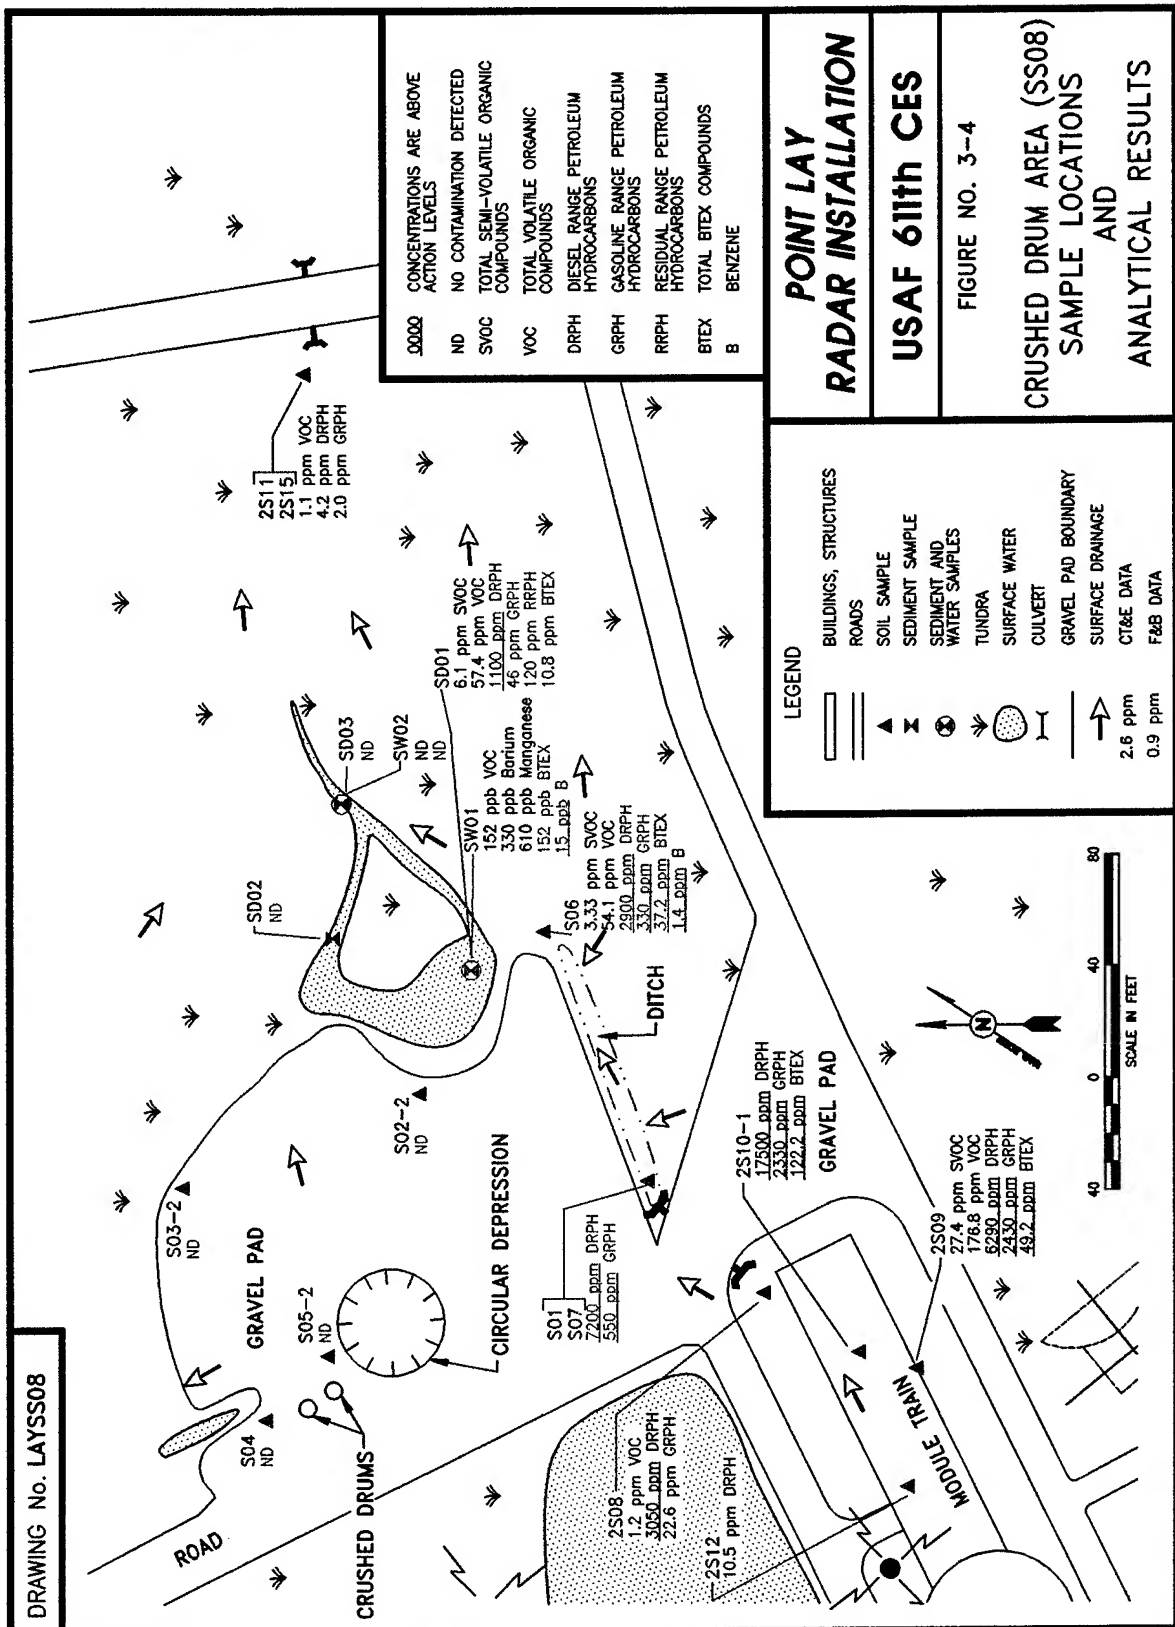 DRAWING No. LAYSS08
ROAD
S04
ND
CRUSHED DRUMS
GRAVEL PAD
S05-2
ND
CIRCULAR DEPRESSION
S03-2
ND
S02-2
ND
SD02
ND
SD03
ND
SW02
ND
ND
SW01
152 ppb VOC
330 ppb Barium
610 ppb Manganese
152 ppb BTEX
15 ppb B
SD01
6.1 ppm SVOC
57.4 ppm VOC
1100 ppm DRPH
46 ppm GRPH
120 ppm RRPH
10.8 ppm BTEX
2S11
2S15
1.1 ppm VOC
4.2 ppm DRPH
2.0 ppm GRPH
S06
3.33 ppm SVOC
54.1 ppm VOC
2900 ppm DRPH
330 ppm GRPH
37.2 ppm BTEX
1.4 ppm B
DITCH
S01
S07
7200 ppm DRPH
550 ppm GRPH
2S08
1.2 ppm VOC
3050 ppm DRPH
22.6 ppm GRPH
2S12
10.5 ppm DRPH
2S10-1
17500 ppm DRPH
2330 ppm GRPH
122.2 ppm BTEX
GRAVEL PAD
MODULE TRAIN
2S09
27.4 ppm SVOC
176.8 ppm VOC
6290 ppm DRPH
2430 ppm GRPH
49.2 ppm BTEX
N
40 0 40 80
SCALE IN FEET
0000 CONCENTRATIONS ARE ABOVE
ACTION LEVELS
ND NO CONTAMINATION DETECTED
SVOC TOTAL SEMI-VOLATILE ORGANIC
COMPOUNDS
VOC TOTAL VOLATILE ORGANIC
COMPOUNDS
DRPH DIESEL RANGE PETROLEUM
HYDROCARBONS
GRPH GASOLINE RANGE PETROLEUM
HYDROCARBONS
RRPH RESIDUAL RANGE PETROLEUM
HYDROCARBONS
BTEX TOTAL BTEX COMPOUNDS
B BENZENE
LEGEND
BUILDINGS, STRUCTURES
ROADS
SOIL SAMPLE
SEDIMENT SAMPLE
SEDIMENT AND
WATER SAMPLES
TUNDRA
SURFACE WATER
CULVERT
GRAVEL PAD BOUNDARY
SURFACE DRAINAGE
2.6 ppm CT&E DATA
0.9 ppm F&B DATA
POINT LAY
RADAR INSTALLATION
USAF 611th CES
FIGURE NO. 3-4
CRUSHED DRUM AREA (SS08)
SAMPLE LOCATIONS
AND
ANALYTICAL RESULTS